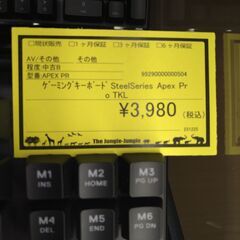 □現状販売 □1ヶ月保証 □3ヶ月保証 □6ヶ月保証
AV/その他 その他
程度:中古B
型番:APEX PR 99290000000504
ｹﾞｰﾐﾝｸﾞｷｰﾎﾞｰﾄﾞ SteelSeries Apex Pr
o TKL
¥3,980 (税込)
The Jungle-Jungle
231225
M1 M2 M3
INS HOME PG UP
M4 M5 M6
DEL END PG DN